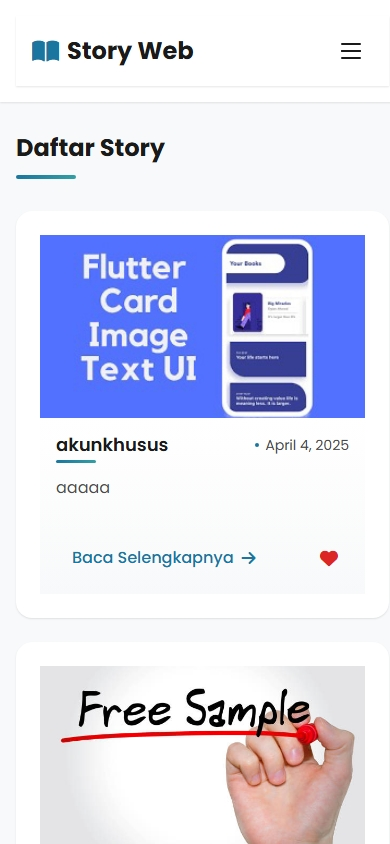 Story Web
Daftar Story
Flutter
Card
Image
Text UI
Your Books
Big Whales
Your life starts here
Without creating value life is
meaning less, it is larger.
akunkhusus
• April 4, 2025
aaaaa
Baca Selengkapnya →
Free Sample